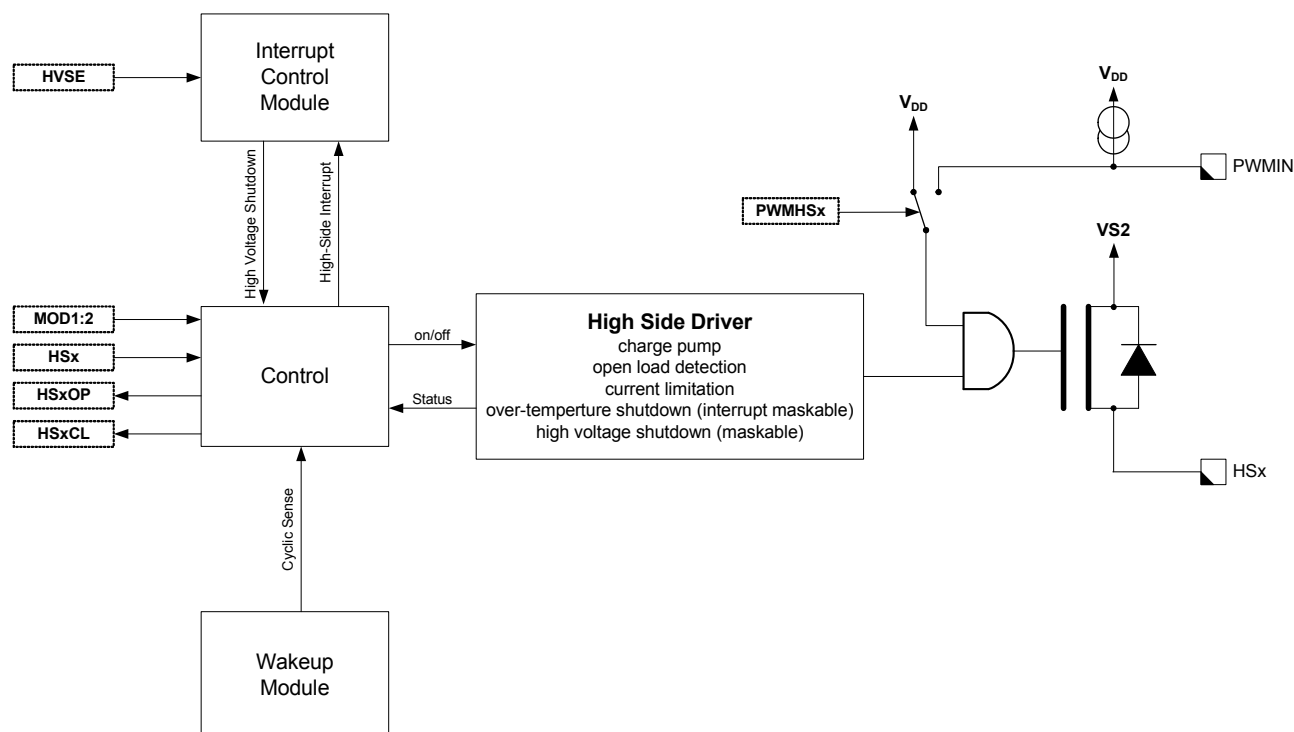 Interrupt
Control
Module
HVSE
High Voltage Shutdown
High-Side Interrupt
VDD
VDD
PWMIN
PWMHSx
VS2
MOD1:2
HSx
HSxOP
HSxCL
Control
on/off
Status
High Side Driver
charge pump
open load detection
current limitation
over-temperture shutdown (interrupt maskable)
high voltage shutdown (maskable)
HSx
Cyclic Sense
Wakeup
Module